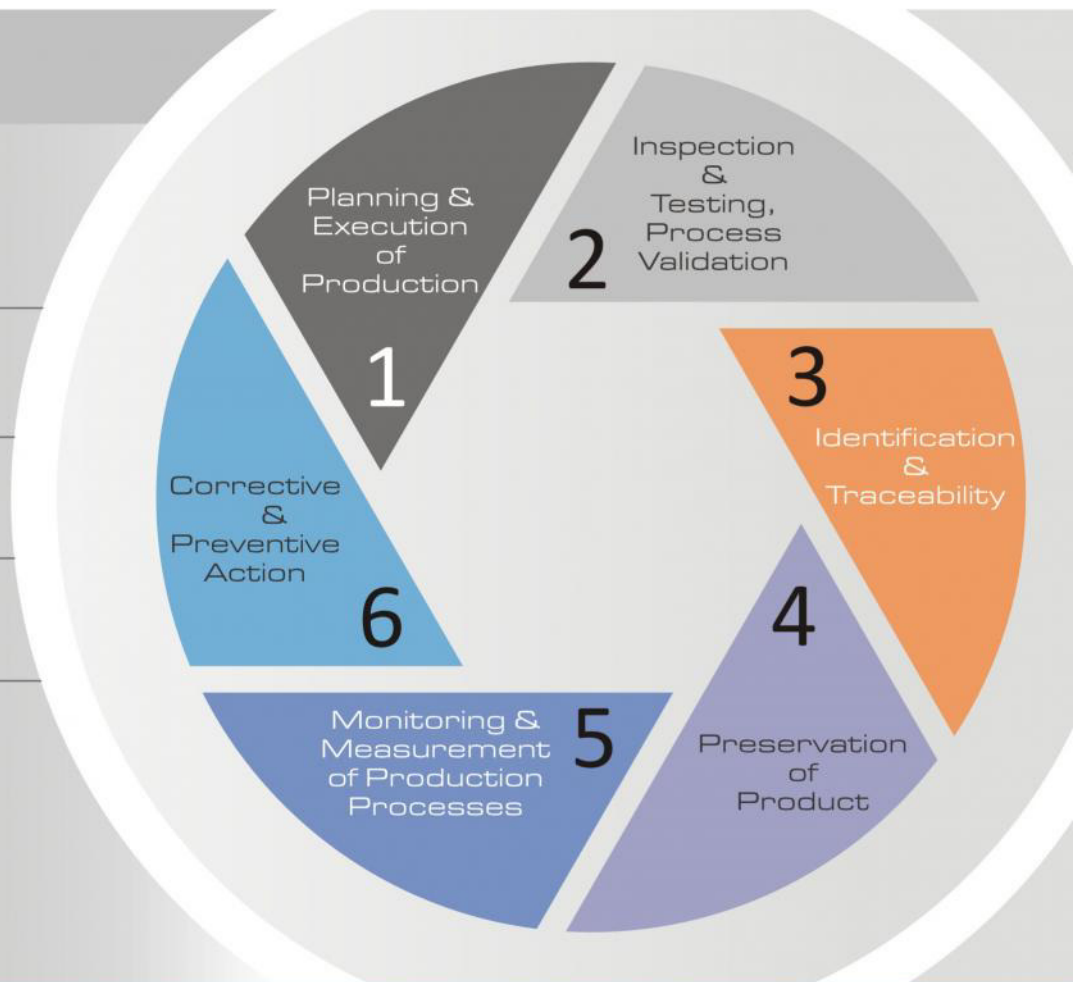 Planning &
Execution
of
Production
1
Inspection
&
Testing,
Process
Validation
2
3
Identification
&
Traceability
4
Preservation
of
Product
Monitoring &
Measurement
of Production
Processes
5
Corrective
&
Preventive
Action
6